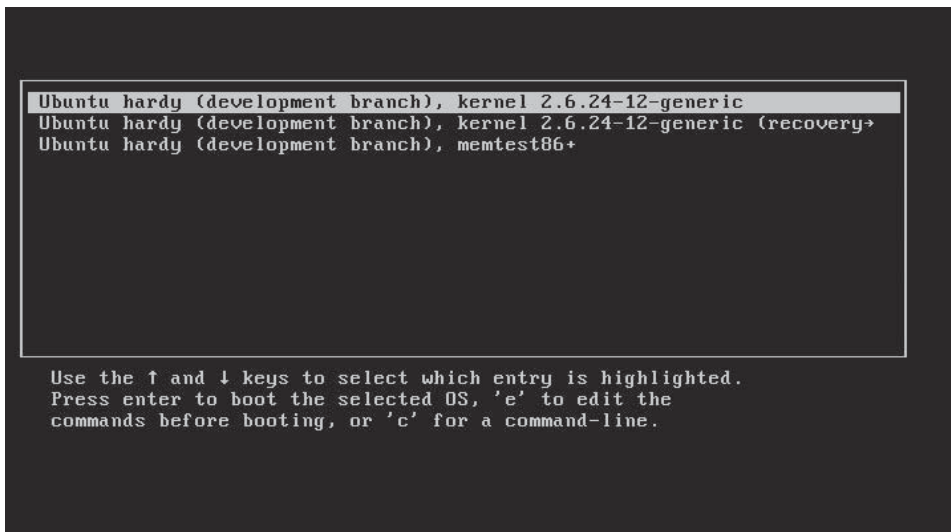 Ubuntu hardy (development branch), kernel 2.6.24-12-generic
Ubuntu hardy (development branch), kernel 2.6.24-12-generic (recovery→
Ubuntu hardy (development branch), memtest86+
Use the ↑ and ↓ keys to select which entry is highlighted.
Press enter to boot the selected OS, 'e' to edit the
commands before booting, or 'c' for a command-line.